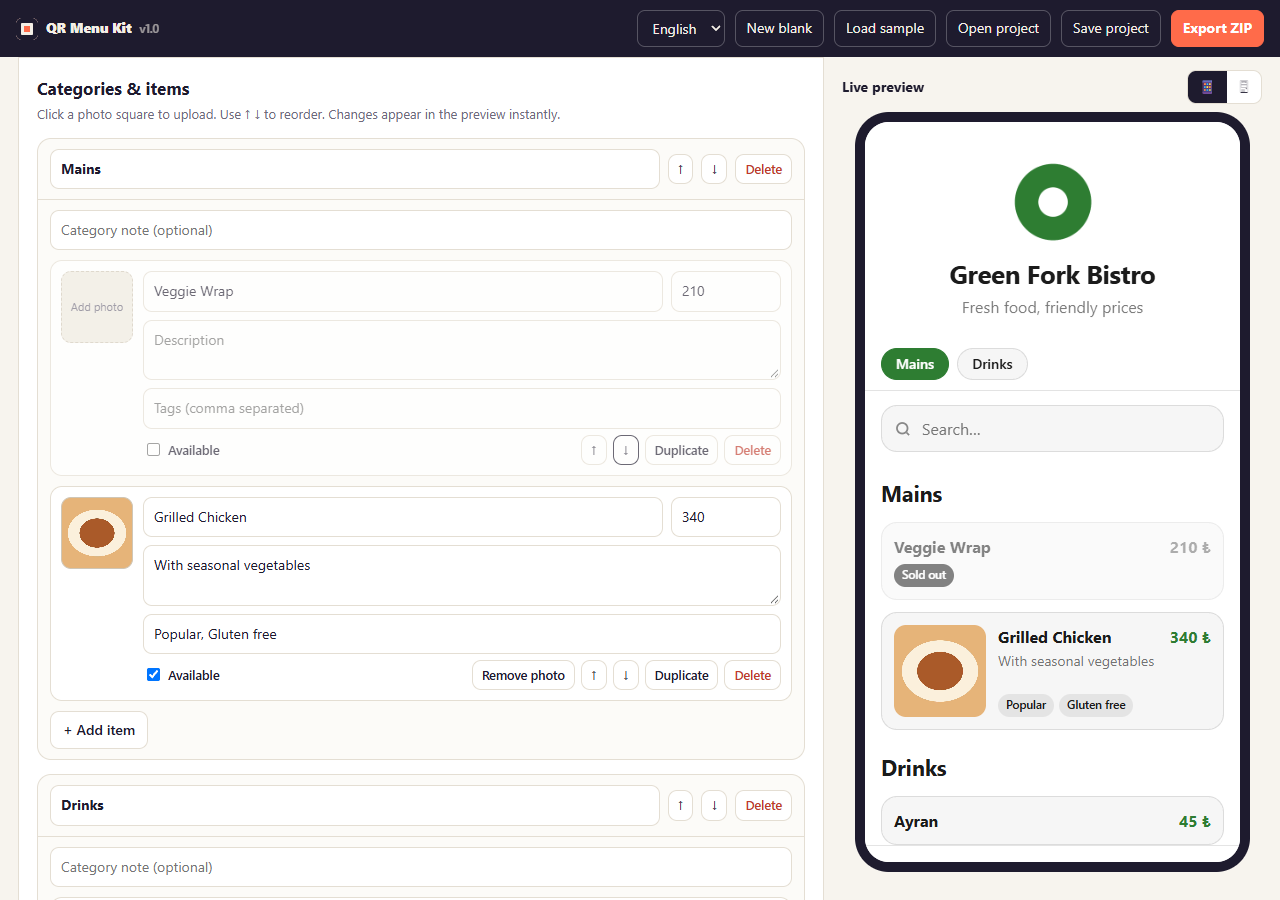 QR Menu Kit v1.0
English
New blank
Load sample
Open project
Save project
Export ZIP
Categories & items
Click a photo square to upload. Use ↑ ↓ to reorder. Changes appear in the preview instantly.
Mains
↑
↓
Delete
Category note (optional)
Add photo
Veggie Wrap
210
Description
Tags (comma separated)
Available
↑
↓
Duplicate
Delete
Grilled Chicken
340
With seasonal vegetables
Popular, Gluten free
Available
Remove photo
↑
↓
Duplicate
Delete
+ Add item
Drinks
↑
↓
Delete
Category note (optional)
Live preview
Green Fork Bistro
Fresh food, friendly prices
Mains
Drinks
Search...
Mains
Veggie Wrap
210 ₺
Sold out
Grilled Chicken
340 ₺
With seasonal vegetables
Popular
Gluten free
Drinks
Ayran
45 ₺